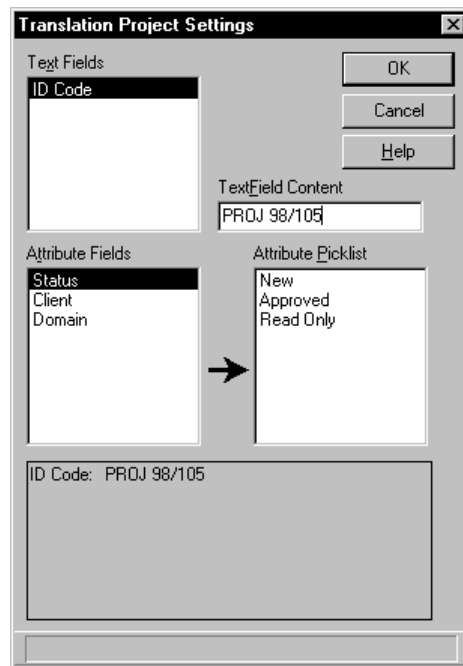 Translation Project Settings
Text Fields
ID Code
OK
Cancel
Help
TextField Content
PROJ 98/105
Attribute Fields
Status
Client
Domain
Attribute Picklist
New
Approved
Read Only
ID Code: PROJ 98/105